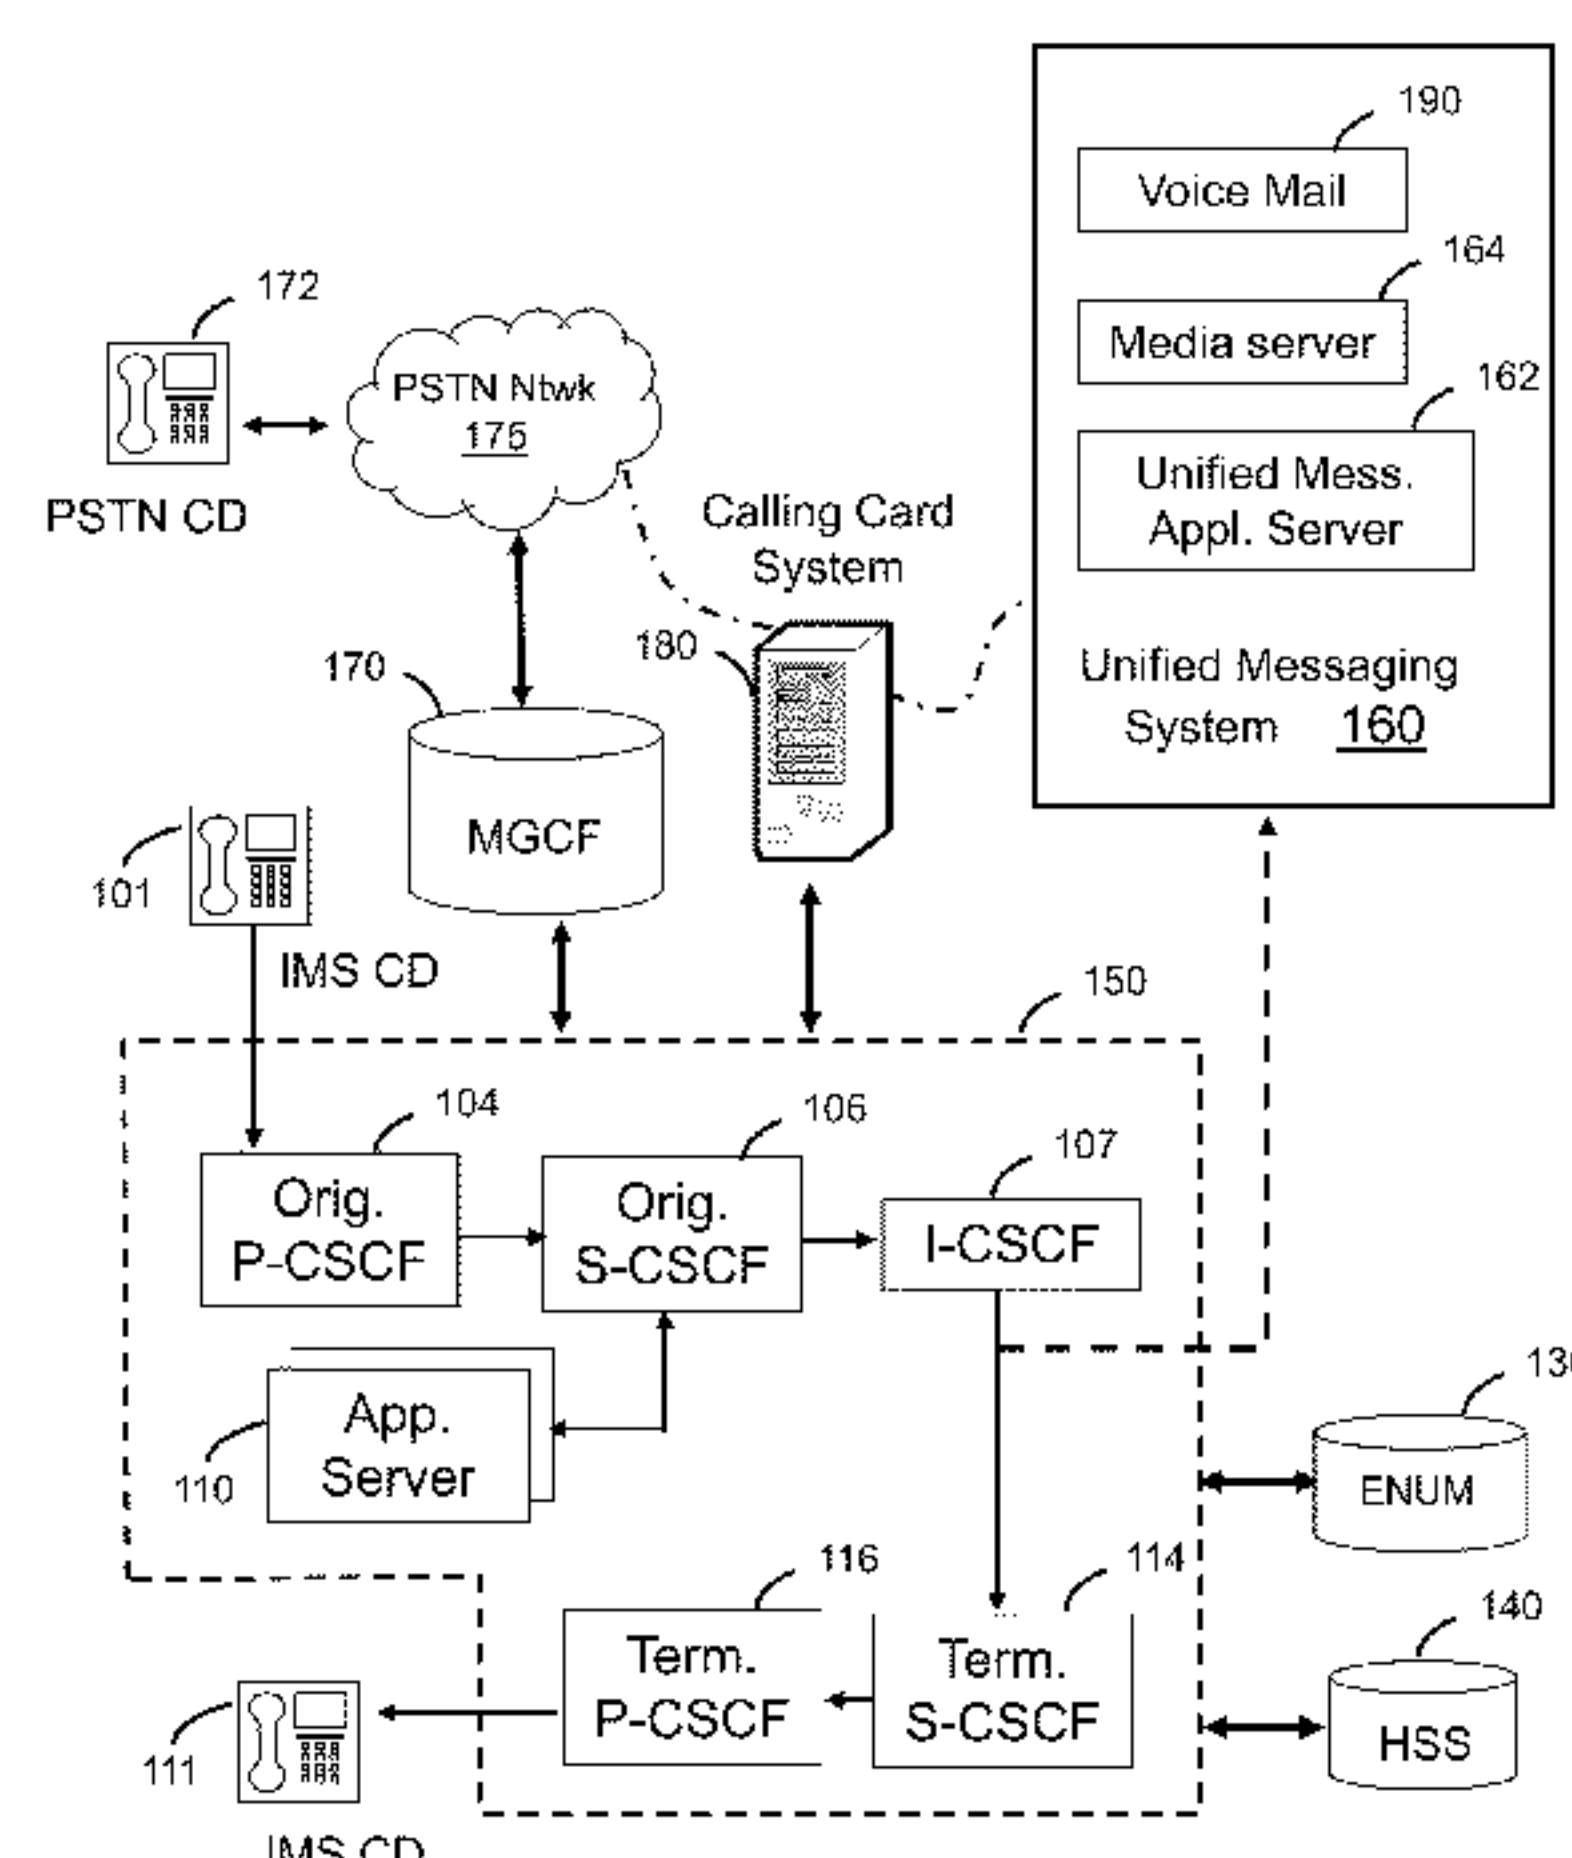 190
Voice Mail
164
Media server
162
Unified Mess.
Appl. Server
Unified Messaging
System 160
172
PSTN CD
PSTN Ntwk
175
Calling Card
System
180
170
MGCF
101
IMS CD
150
104
Orig.
P-CSCF
106
Orig.
S-CSCF
107
I-CSCF
110
App.
Server
ENUM
116
Term.
P-CSCF
114
Term.
S-CSCF
140
HSS
111
IMS CD